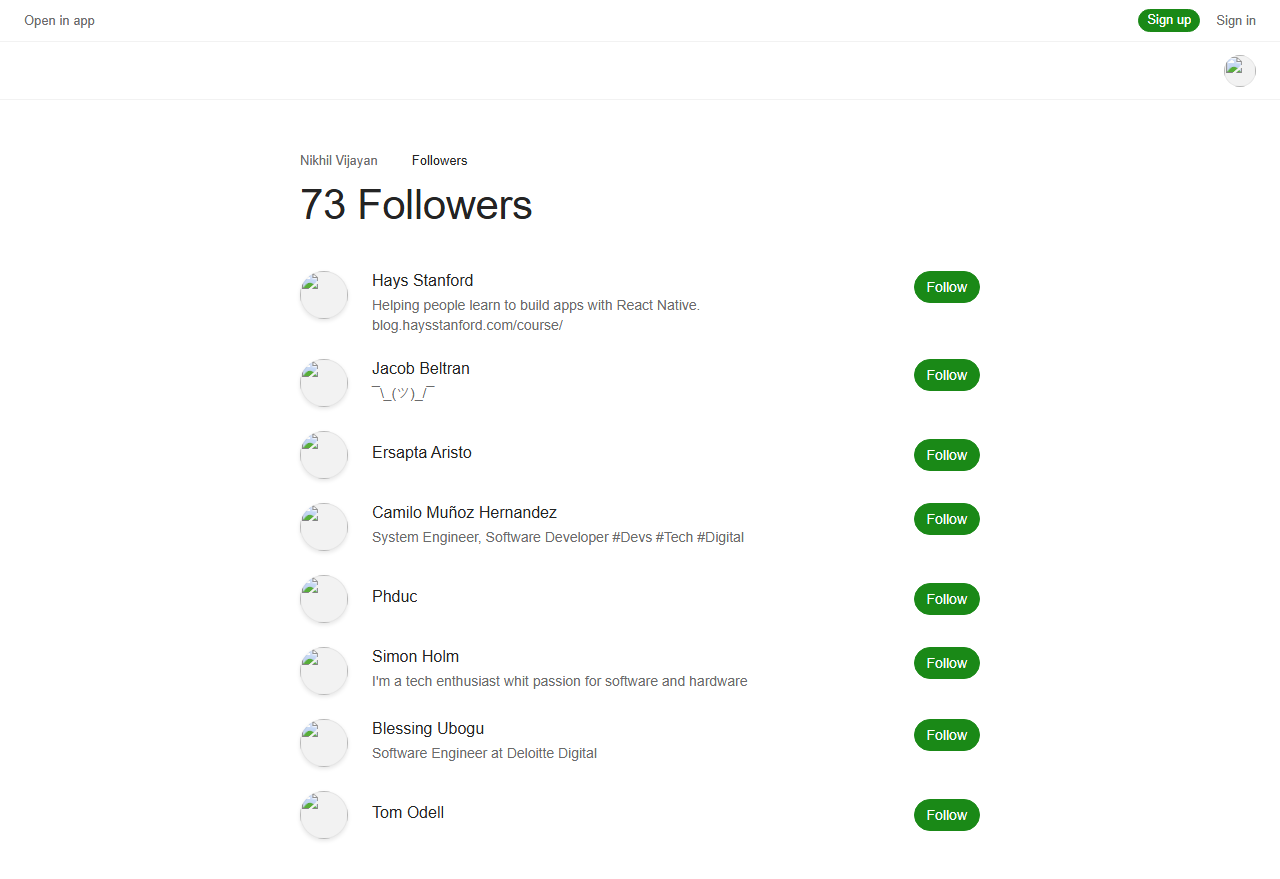 Open in app
Sign up
Sign in
Nikhil Vijayan
Followers
73 Followers
Hays Stanford
Follow
Helping people learn to build apps with React Native.
blog.haysstanford.com/course/
Jacob Beltran
Follow
¯\_(ツ)_/¯
Ersapta Aristo
Follow
Camilo Muñoz Hernandez
Follow
System Engineer, Software Developer #Devs #Tech #Digital
Phduc
Follow
Simon Holm
Follow
I'm a tech enthusiast whit passion for software and hardware
Blessing Ubogu
Follow
Software Engineer at Deloitte Digital
Tom Odell
Follow